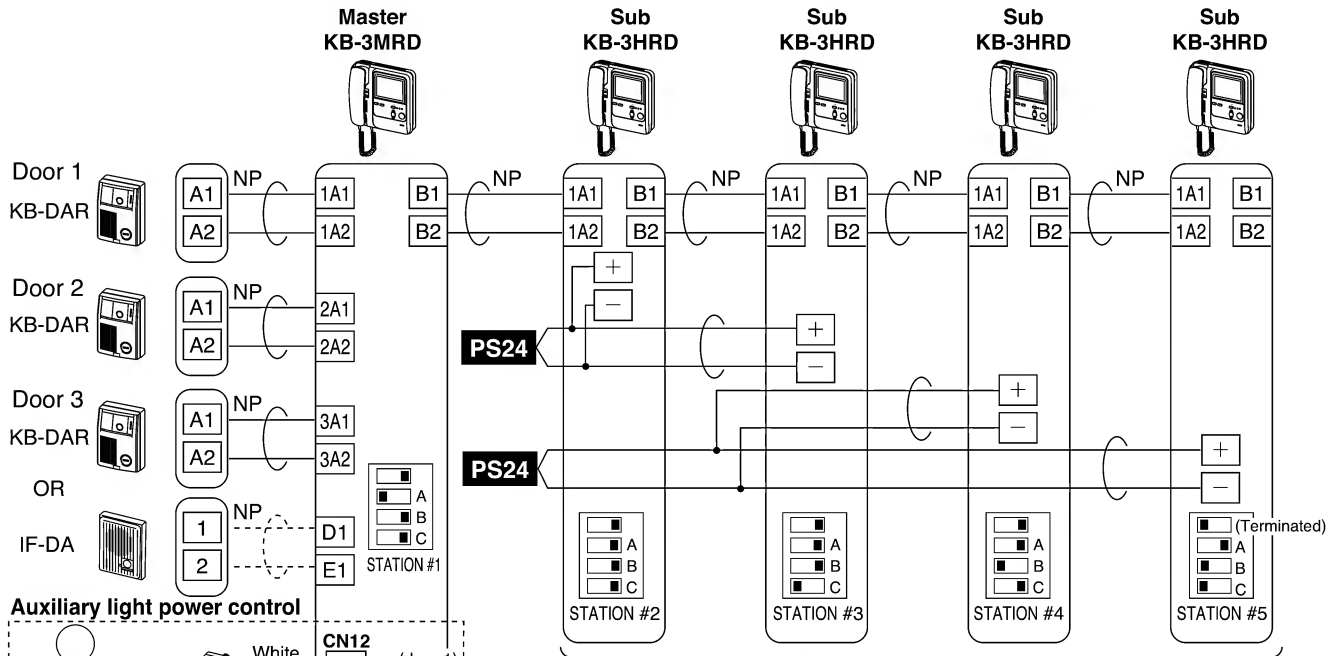 Master
KB-3MRD
Sub
KB-3HRD
Sub
KB-3HRD
Sub
KB-3HRD
Sub
KB-3HRD
Door 1
KB-DAR
A1
A2
NP
1A1
1A2
B1
B2
NP
1A1
1A2
B1
B2
NP
1A1
1A2
B1
B2
NP
1A1
1A2
B1
B2
NP
1A1
1A2
B1
B2
Door 2
KB-DAR
A1
A2
NP
2A1
2A2
PS24
+
−
+
−
Door 3
KB-DAR
A1
A2
NP
3A1
3A2
PS24
+
−
+
−
OR
IF-DA
1
2
NP
D1
E1
A
B
C
STATION #1
A
B
C
STATION #2
A
B
C
STATION #3
A
B
C
STATION #4
(Terminated)
A
B
C
STATION #5
Auxiliary light power control
White
CN12